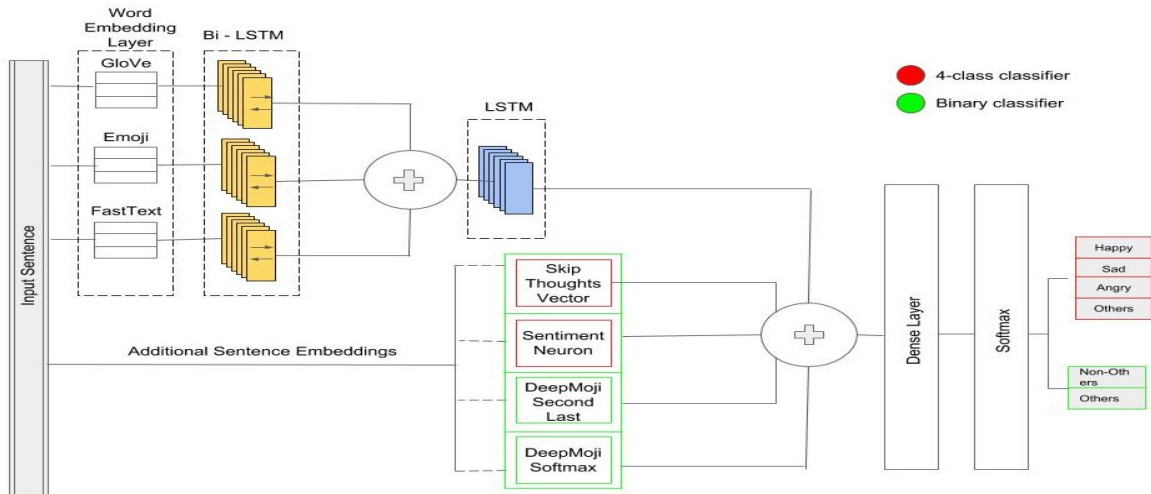 Word
Embedding
Layer
Bi - LSTM
GloVe
Emoji
FastText
Input Sentence
LSTM
4-class classifier
Binary classifier
Additional Sentence Embeddings
Skip
Thoughts
Vector
Sentiment
Neuron
DeepMoji
Second
Last
DeepMoji
Softmax
Dense Layer
Softmax
Happy
Sad
Angry
Others
Non-Oth
ers
Others